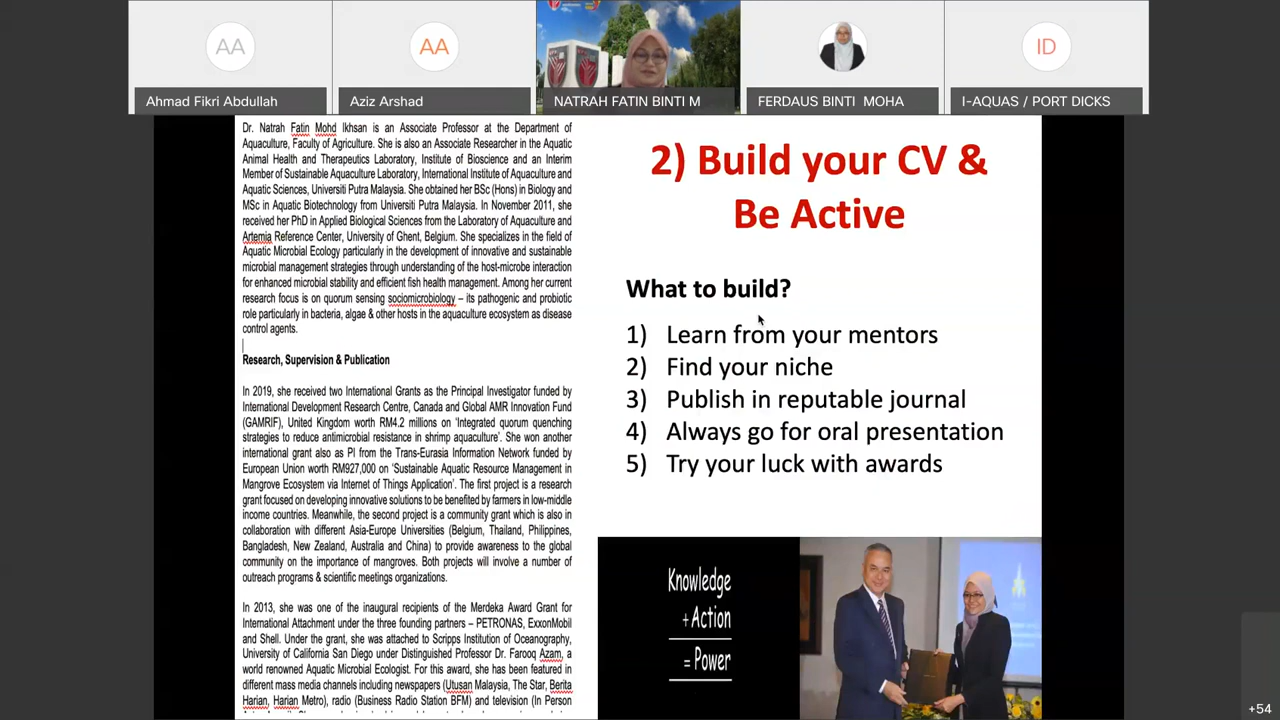 AA
AA
ID
Ahmad Fikri Abdullah
Aziz Arshad
NATRAH FATIN BINTI M
FERDAUS BINTI MOHA
I-AQUAS / PORT DICKS
Dr. Natrah Fatin Mohd Ikhsan is an Associate Professor at the Department of
Aquaculture, Faculty of Agriculture. She is also an Associate Researcher in the Aquatic
Animal Health and Therapeutics Laboratory, Institute of Bioscience and an Interim
Member of Sustainable Aquaculture Laboratory, International Institute of Aquaculture and
Aquatic Sciences, Universiti Putra Malaysia. She obtained her BSc (Hons) in Biology and
MSc in Aquatic Biotechnology from Universiti Putra Malaysia. In November 2011, she
received her PhD in Applied Biological Sciences from the Laboratory of Aquaculture and
Artemia Reference Center, University of Ghent, Belgium. She specializes in the field of
Aquatic Microbial Ecology particularly in the development of innovative and sustainable
microbial management strategies through understanding of the host-microbe interaction
for enhanced microbial stability and efficient fish health management. Among her current
research focus is on quorum sensing sociomicrobiology – its pathogenic and probiotic
role particularly in bacteria, algae & other hosts in the aquaculture ecosystem as disease
control agents.
Research, Supervision & Publication
In 2019, she received two International Grants as the Principal Investigator funded by
International Development Research Centre, Canada and Global AMR Innovation Fund
(GAMRIF), United Kingdom worth RM4.2 millions on 'Integrated quorum quenching
strategies to reduce antimicrobial resistance in shrimp aquaculture'. She won another
international grant also as PI from the Trans-Eurasia Information Network funded by
European Union worth RM927,000 on 'Sustainable Aquatic Resource Management in
Mangrove Ecosystem via Internet of Things Application'. The first project is a research
grant focused on developing innovative solutions to be benefited by farmers in low-middle
income countries. Meanwhile, the second project is a community grant which is also in
collaboration with different Asia-Europe Universities (Belgium, Thailand, Philippines,
Bangladesh, New Zealand, Australia and China) to provide awareness to the global
community on the importance of mangroves. Both projects will involve a number of
outreach programs & scientific meetings organizations.
In 2013, she was one of the inaugural recipients of the Merdeka Award Grant for
International Attachment under the three founding partners – PETRONAS, ExxonMobil
and Shell. Under the grant, she was attached to Scripps Institution of Oceanography,
University of California San Diego under Distinguished Professor Dr. Farooq Azam, a
world renowned Aquatic Microbial Ecologist. For this award, she has been featured in
different mass media channels including newspapers (Utusan Malaysia, The Star, Berita
Harian, Harian Metro), radio (Business Radio Station BFM) and television (In Person
2) Build your CV &
Be Active
What to build?
1) Learn from your mentors
2) Find your niche
3) Publish in reputable journal
4) Always go for oral presentation
5) Try your luck with awards
Knowledge
+Action
= Power
+54